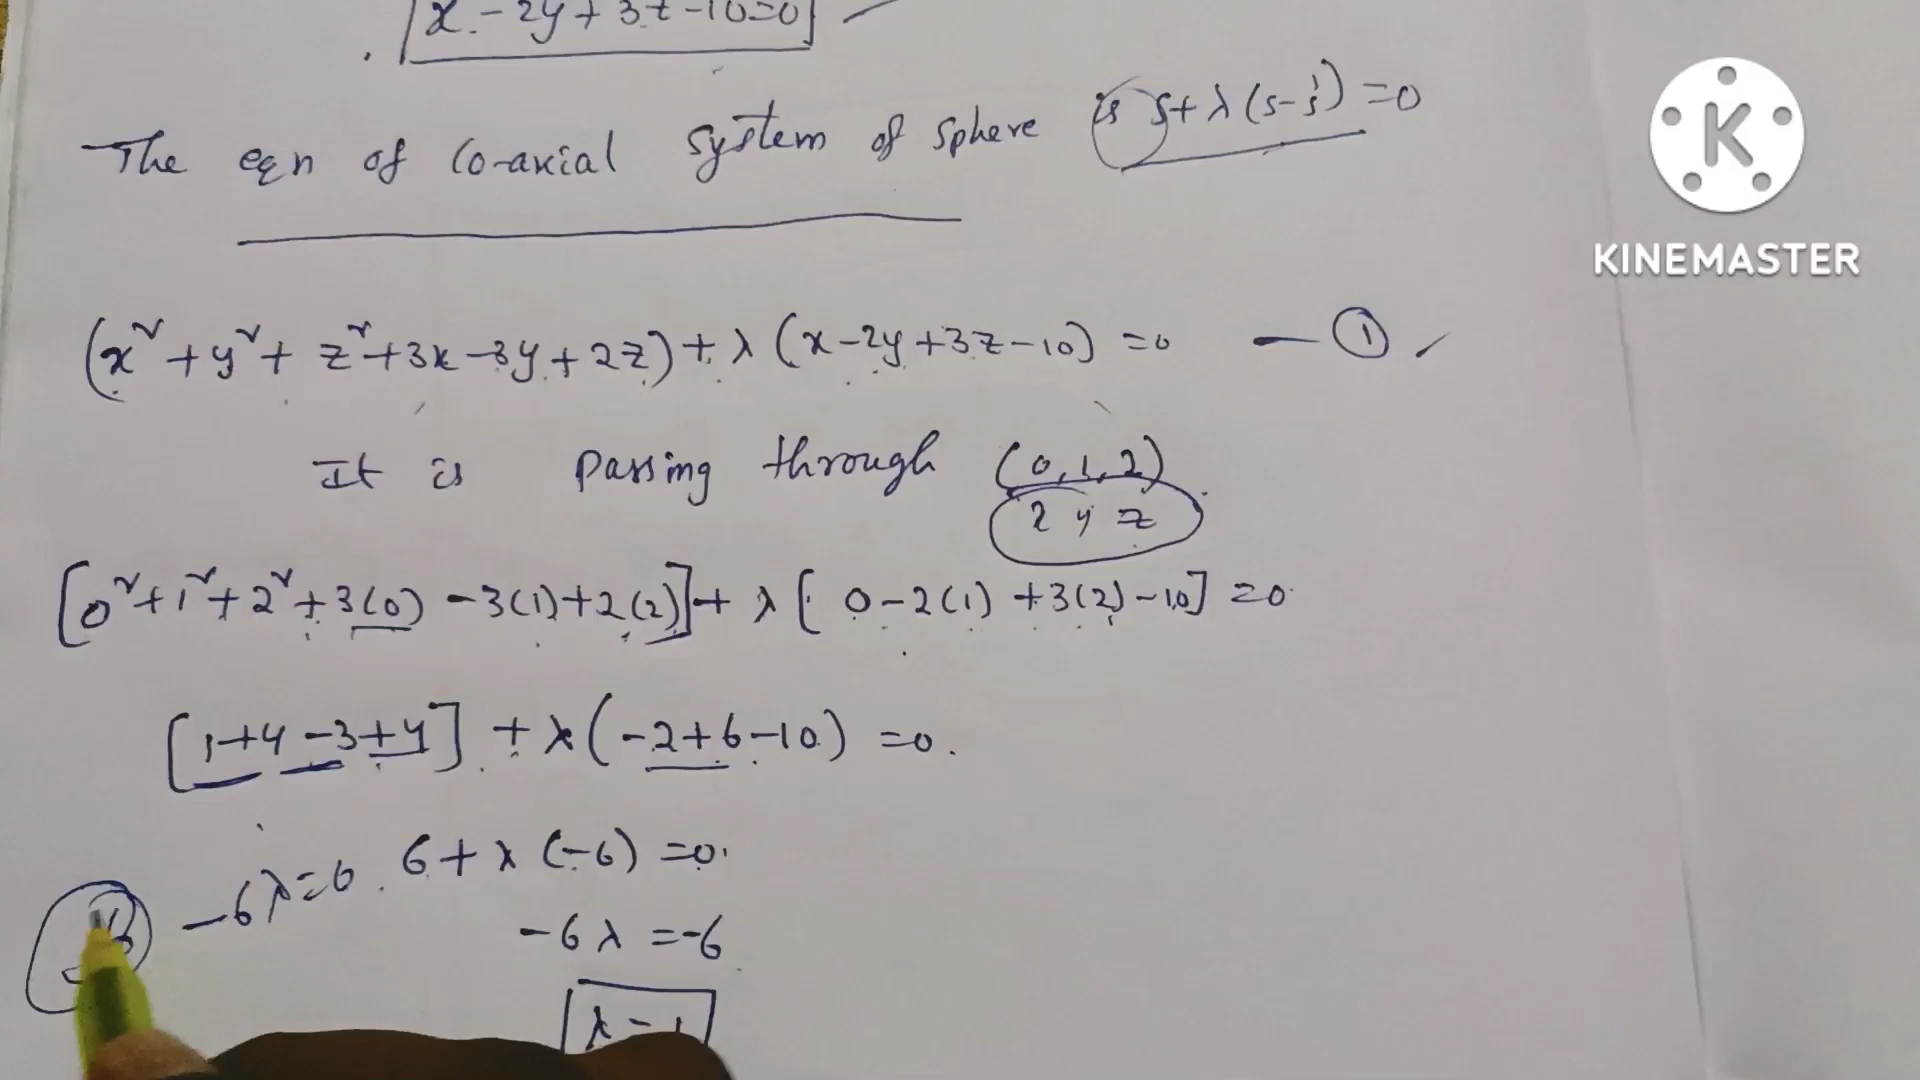 x - 2y + 3z - 10 = 0
The eqn of Co-axial system of sphere is s + λ (s - s') = 0
KINEMASTER
(x² + y² + z² + 3x - 3y + 2z) + λ (x - 2y + 3z - 10) = 0 — ①
It is passing through (0, 1, 2)
x y z
[0² + 1² + 2² + 3(0) - 3(1) + 2(2)] + λ [0 - 2(1) + 3(2) - 10] = 0
[1 + 4 - 3 + 4] + λ (-2 + 6 - 10) = 0.
6 + λ (-6) = 0.
-6λ = 6
-6λ = -6
λ = 1